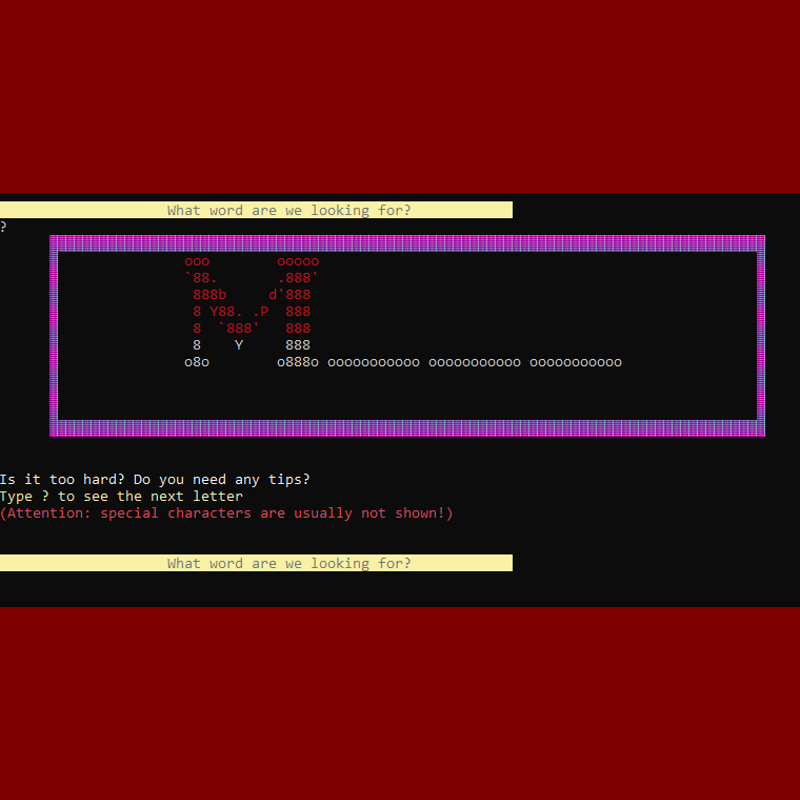 What word are we looking for?
?
ooo        ooooo
`88.       .888'
 888b     d'888
 8 Y88. .P  888
 8  `888'   888
 8    Y     888
o8o        o888o ooooooooooo ooooooooooo ooooooooooo
Is it too hard? Do you need any tips?
Type ? to see the next letter
(Attention: special characters are usually not shown!)
What word are we looking for?